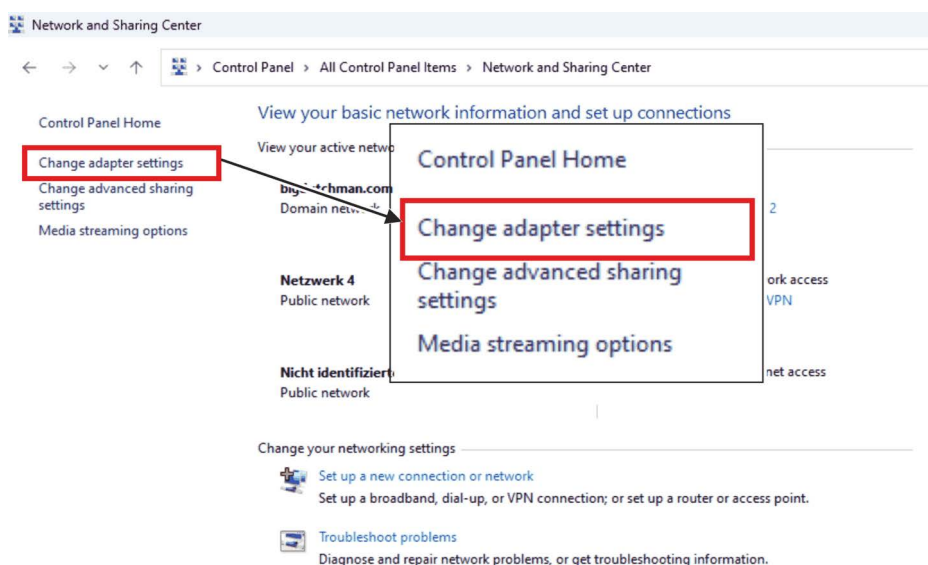 Network and Sharing Center
Control Panel > All Control Panel Items > Network and Sharing Center
Control Panel Home
Change adapter settings
Change advanced sharing
settings
Media streaming options
View your basic network information and set up connections
View your active netwo
Domain
2
Netzwerk 4
Public network
ork access
VPN
Nicht identifiziert
Public network
net access
Control Panel Home
Change adapter settings
Change advanced sharing
settings
Media streaming options
Change your networking settings
Set up a new connection or network
Set up a broadband, dial-up, or VPN connection; or set up a router or access point.
Troubleshoot problems
Diagnose and repair network problems, or get troubleshooting information.